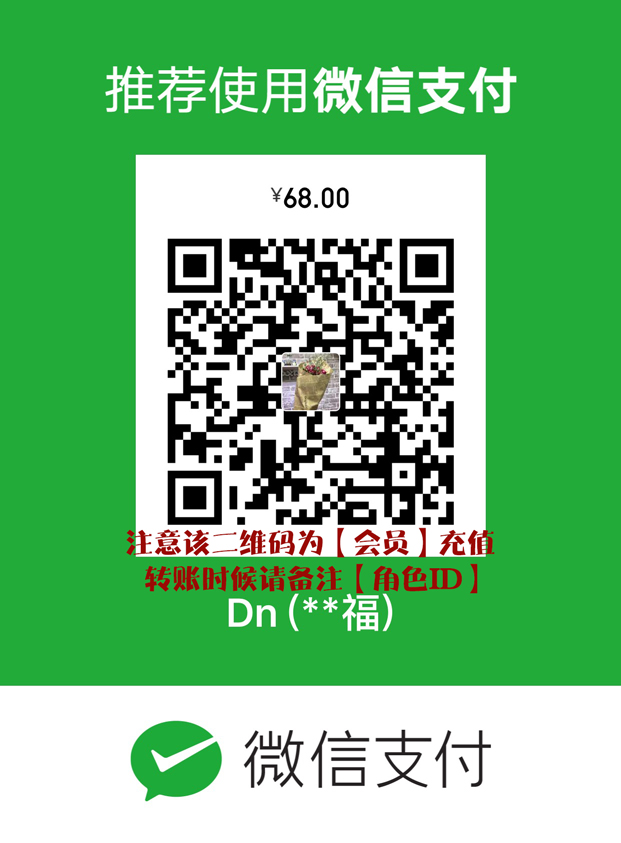 推荐使用微信支付
¥68.00
注意该二维码为【会员】充值
转账时候请备注【角色ID】
Dn (**福)
微信支付